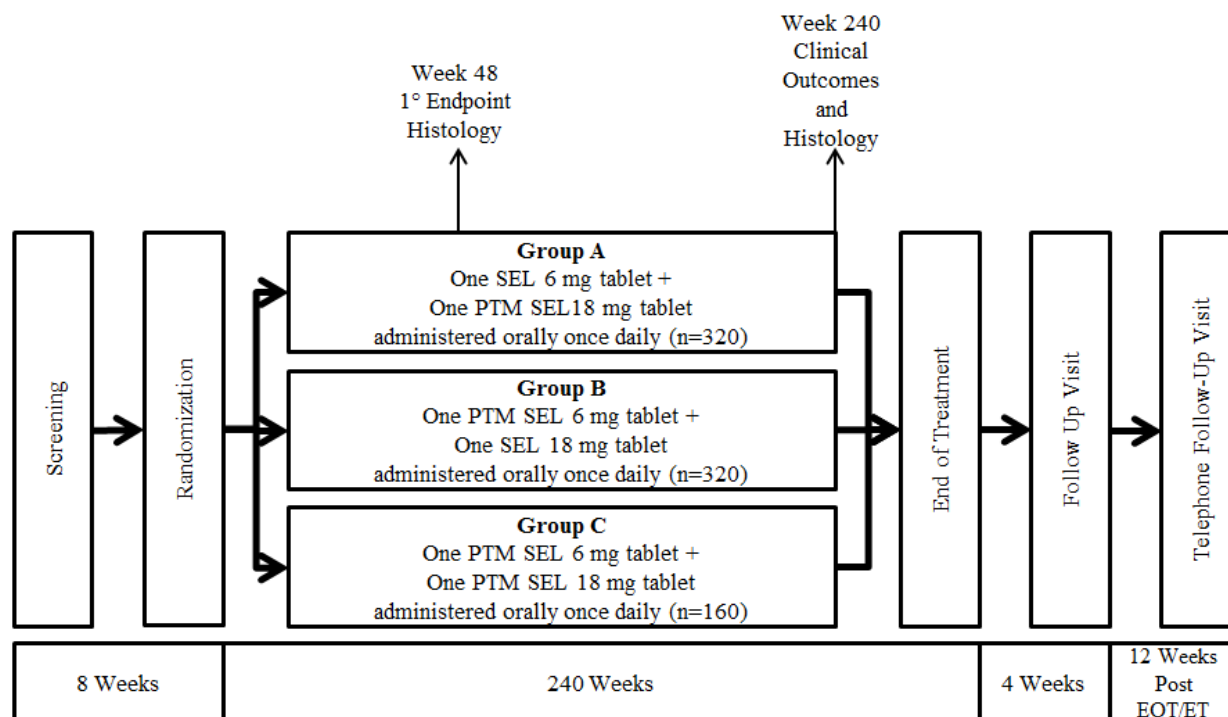 Week 48
1° Endpoint
Histology
Week 240
Clinical
Outcomes
and
Histology
Screening
Randomization
Group A
One SEL 6 mg tablet +
One PTM SEL18 mg tablet
administered orally once daily (n=320)
Group B
One PTM SEL 6 mg tablet +
One SEL 18 mg tablet
administered orally once daily (n=320)
Group C
One PTM SEL 6 mg tablet +
One PTM SEL 18 mg tablet
administered orally once daily (n=160)
End of Treatment
Follow Up Visit
Telephone Follow-Up Visit
8 Weeks
240 Weeks
4 Weeks
12 Weeks
Post
EOT/ET